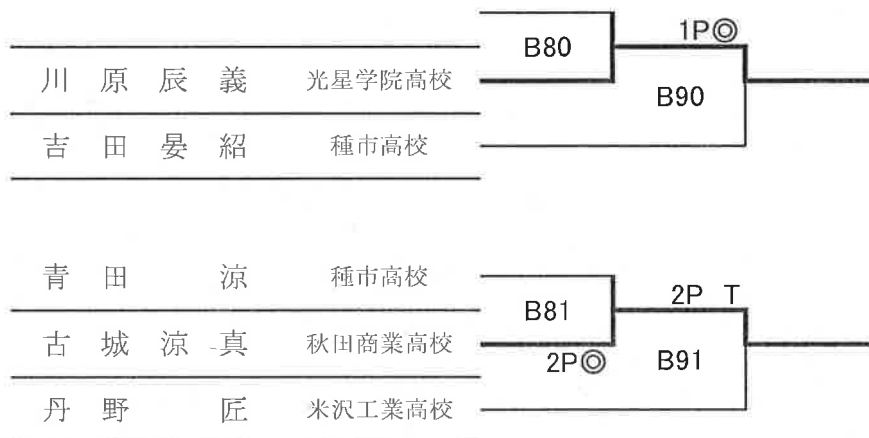 B80
1P◎
川原辰義 光星学院高校
B90
吉田晏紹 種市高校
青田 涼 種市高校
B81
2P T
古城涼真 秋田商業高校
2P◎
B91
丹野 匠 米沢工業高校